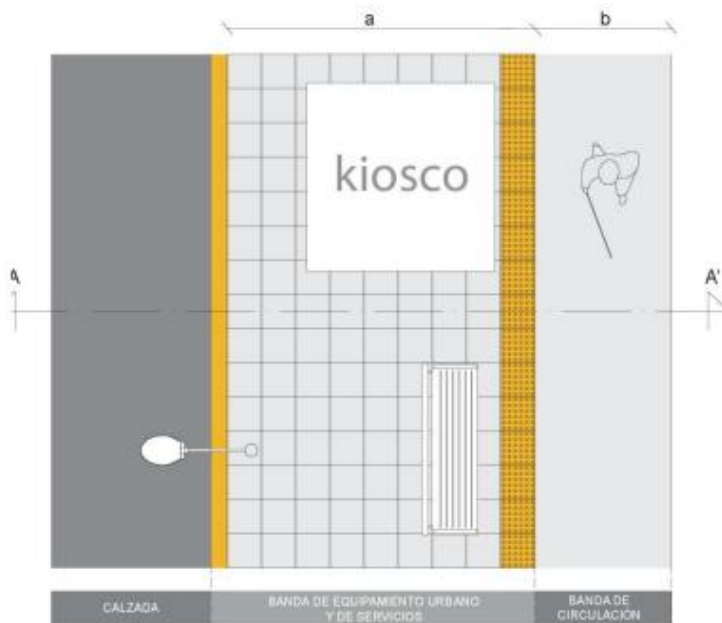 a
b
kiosco
A
A'
CALZADA
BANDA DE EQUIPAMIENTO URBANO
Y DE SERVICIOS
BANDA DE
CIRCULACIÓN